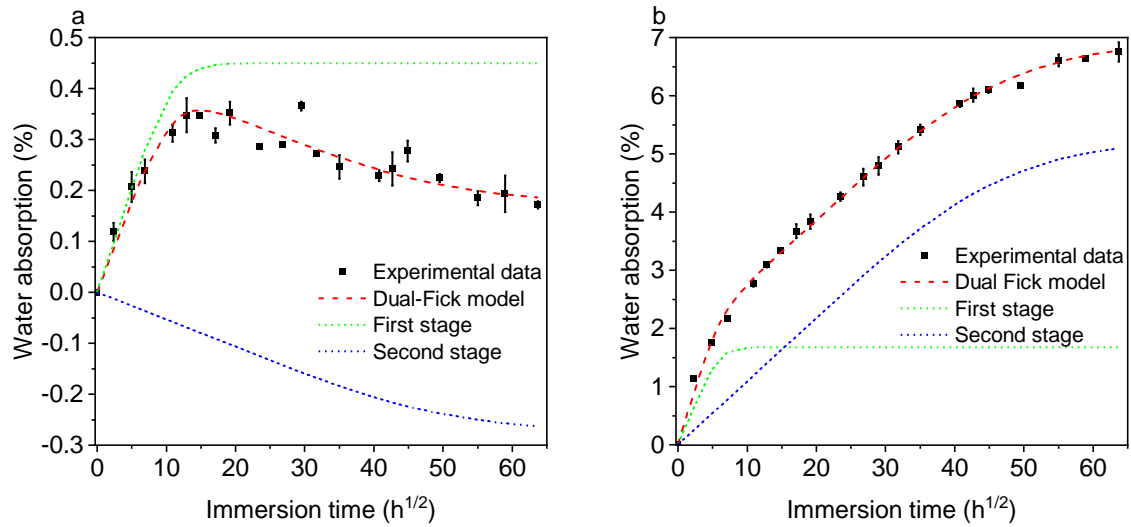 a
0.5
0.4
0.3
0.2
0.1
0.0
-0.1
-0.2
-0.3
Water absorption (%)
0 10 20 30 40 50 60
Immersion time (h^1/2)
Experimental data
Dual-Fick model
First stage
Second stage
b
7
6
5
4
3
2
1
0
Water absorption (%)
0 10 20 30 40 50 60
Immersion time (h^1/2)
Experimental data
Dual Fick model
First stage
Second stage